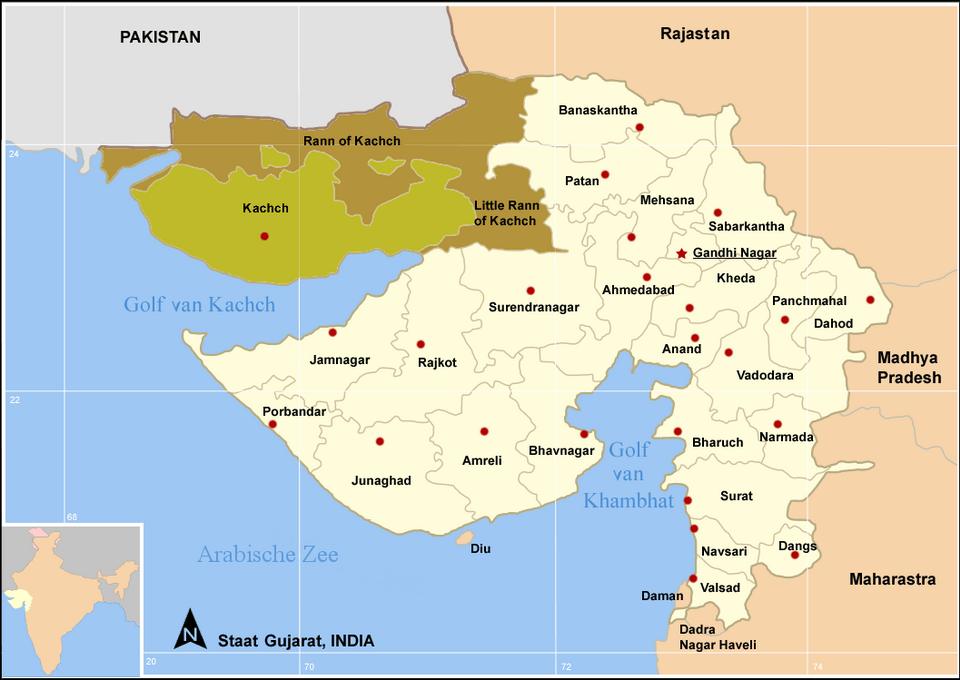 PAKISTAN
Rajastan
Banaskantha
24
Rann of Kachch
Patan
Mehsana
Kachch
Little Rann
of Kachch
Sabarkantha
Gandhi Nagar
Kheda
Ahmedabad
Golf van Kachch
Surendranagar
Panchmahal
Dahod
Anand
Jamnagar
Rajkot
Madhya
Pradesh
Vadodara
22
Porbandar
Narmada
Bharuch
Bhavnagar
Golf
van
Khambhat
Amreli
Junaghad
Surat
68
Arabische Zee
Diu
Navsari
Dangs
Maharastra
Valsad
Daman
Dadra
Nagar Haveli
N
Staat Gujarat, INDIA
20
70
72
74